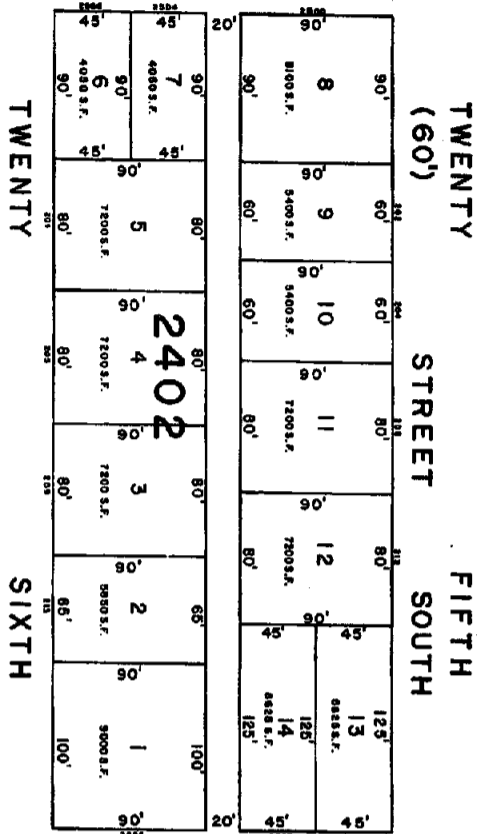 TWENTY FIFTH
(60') STREET SOUTH
2500
20' 90'
90' 8 90'
8100 S.F.
90'
60' 9 60'
5400 S.F.
90'
60' 10 60'
5400 S.F.
90'
80' 11 80'
7200 S.F.
90'
80' 12 80'
7200 S.F.
90'
45' 45'
125' 13 125'
14 125'
45' 45'
20'
2402
45' 45'
90' 7
4050 S.F.
90' 6 90'
4050 S.F.
45' 45'
90'
80' 5 80'
7200 S.F.
90'
80' 4 80'
7200 S.F.
90'
80' 3 80'
7200 S.F.
90'
65' 2 65'
5850 S.F.
90'
100' 1 100'
9000 S.F.
90'
TWENTY SIXTH